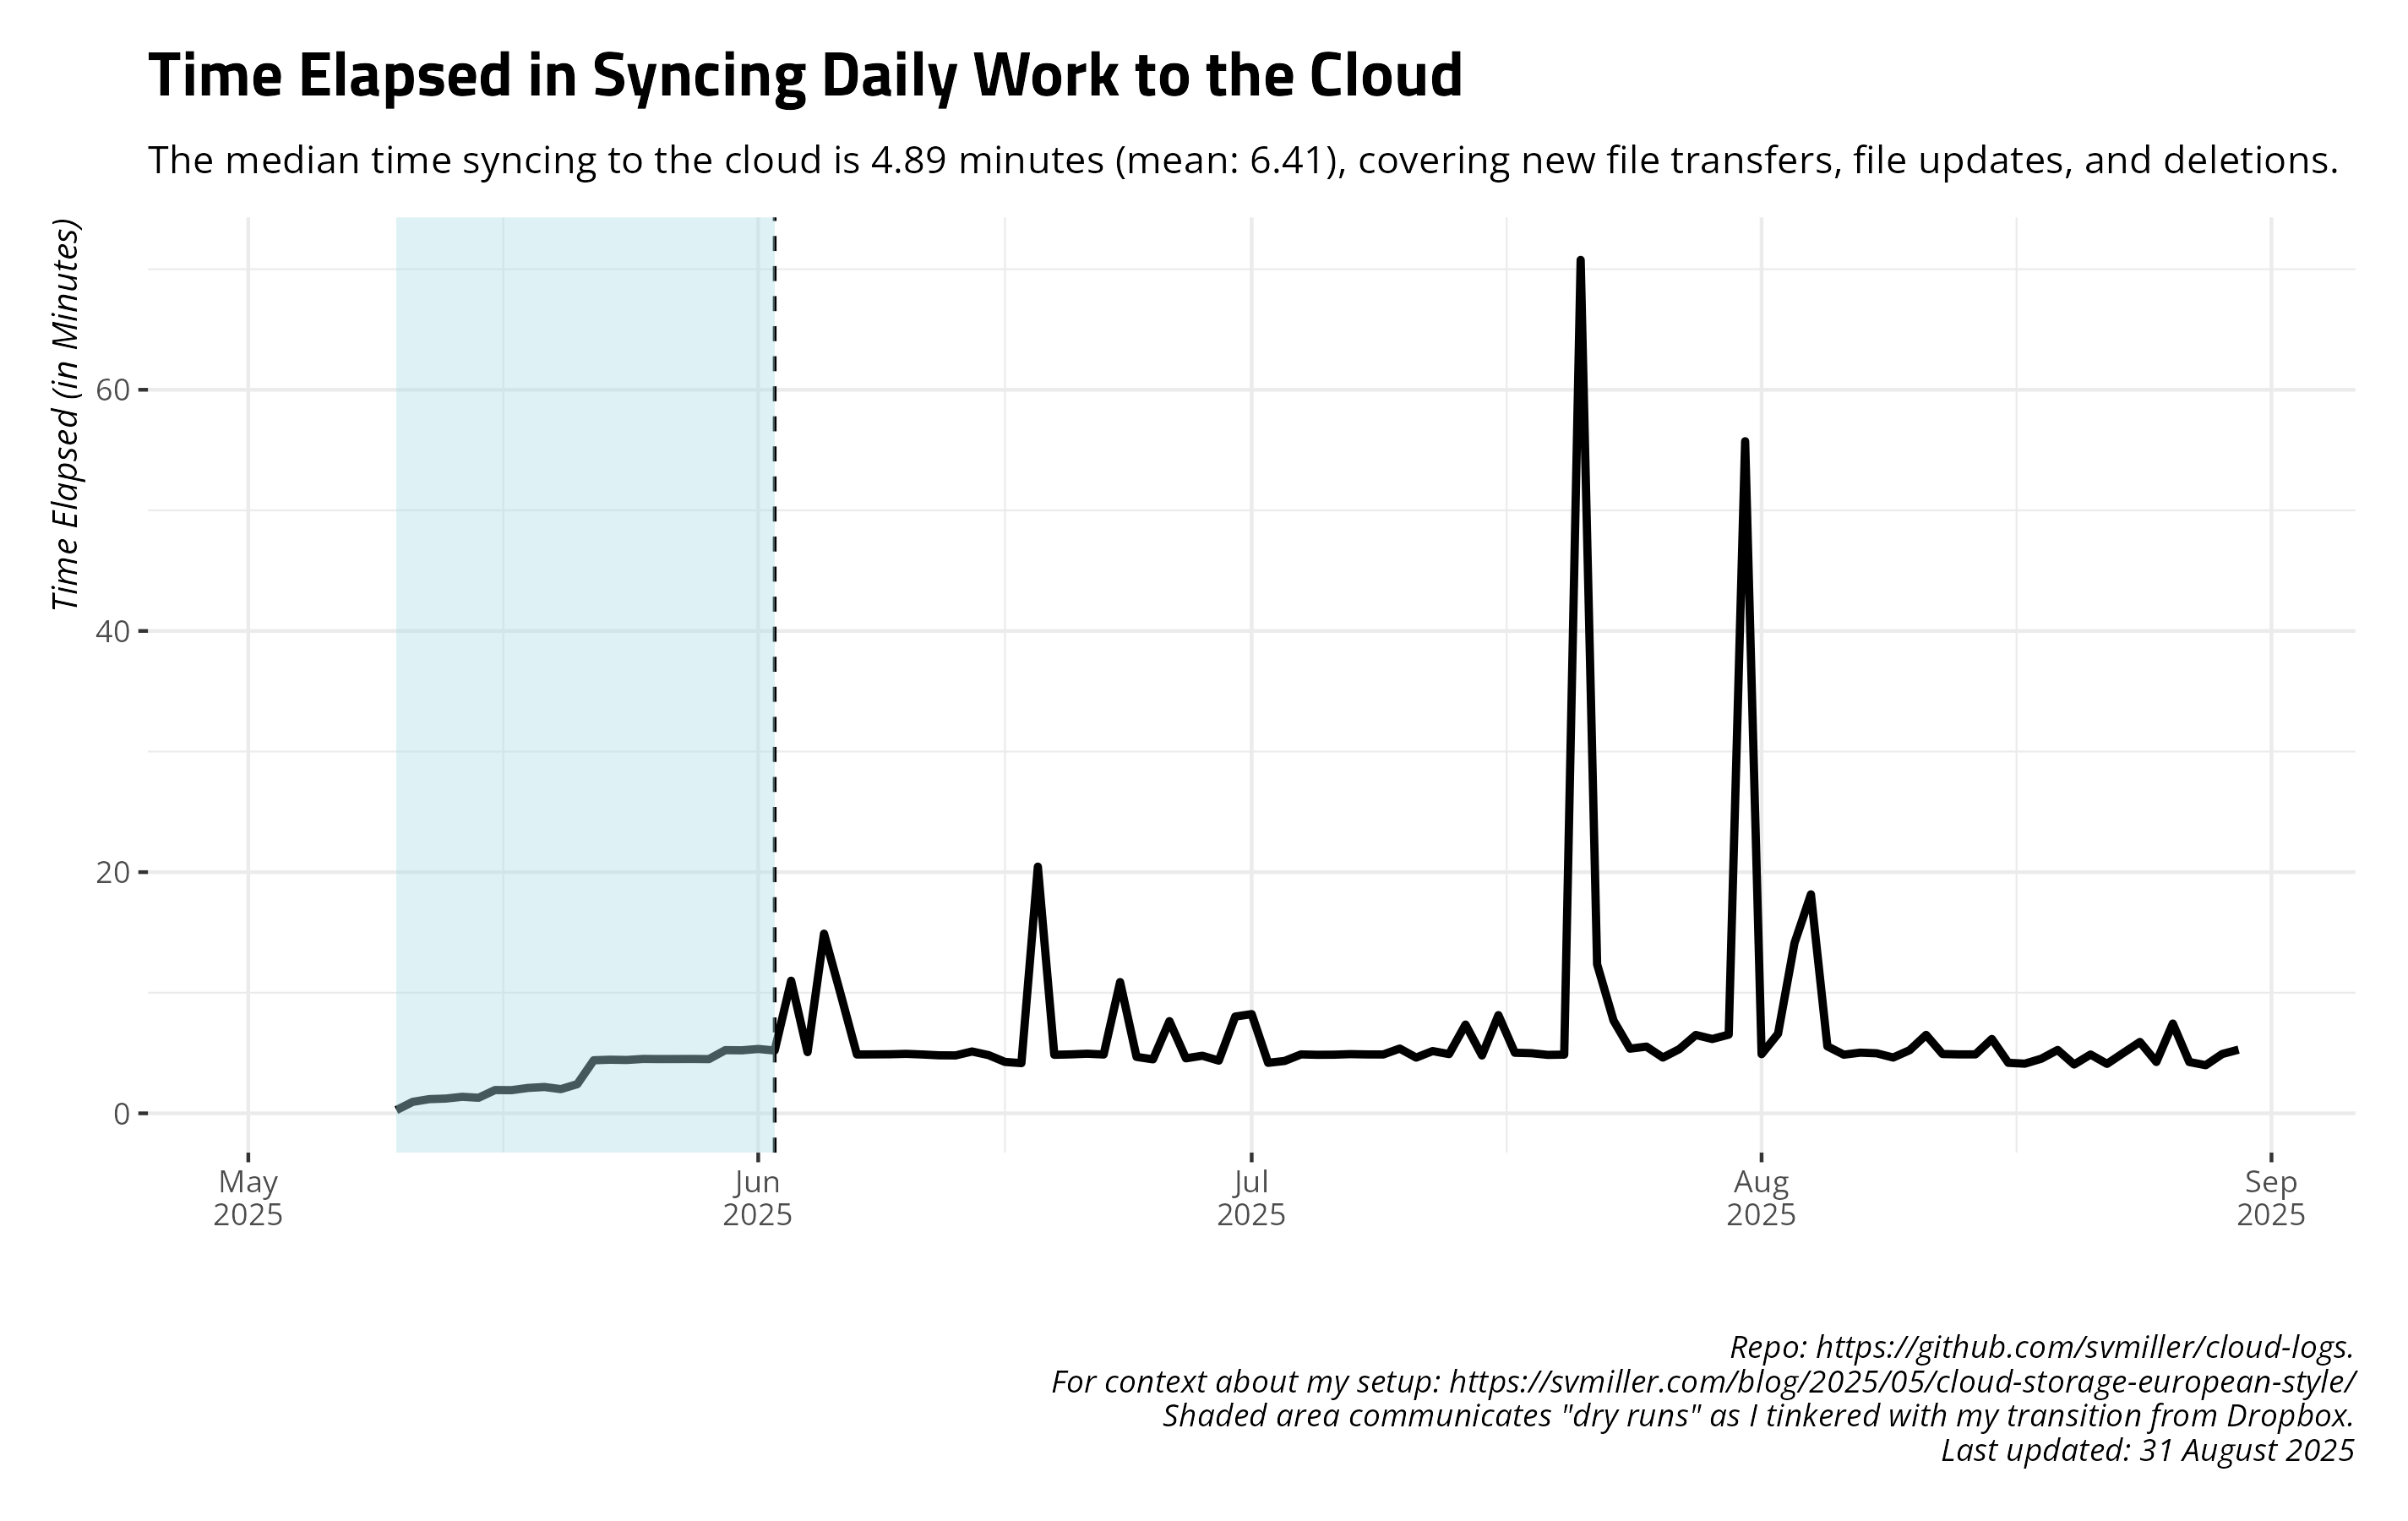 Time Elapsed in Syncing Daily Work to the Cloud
The median time syncing to the cloud is 4.89 minutes (mean: 6.41), covering new file transfers, file updates, and deletions.
Time Elapsed (in Minutes)
60
40
20
0
May
2025
Jun
2025
Jul
2025
Aug
2025
Sep
2025
Repo: https://github.com/svmiller/cloud-logs.
For context about my setup: https://svmiller.com/blog/2025/05/cloud-storage-european-style/
Shaded area communicates "dry runs" as I tinkered with my transition from Dropbox.
Last updated: 31 August 2025